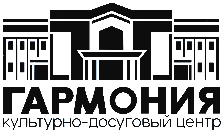 ГАРМОНИЯ
культурно-досуговый центр